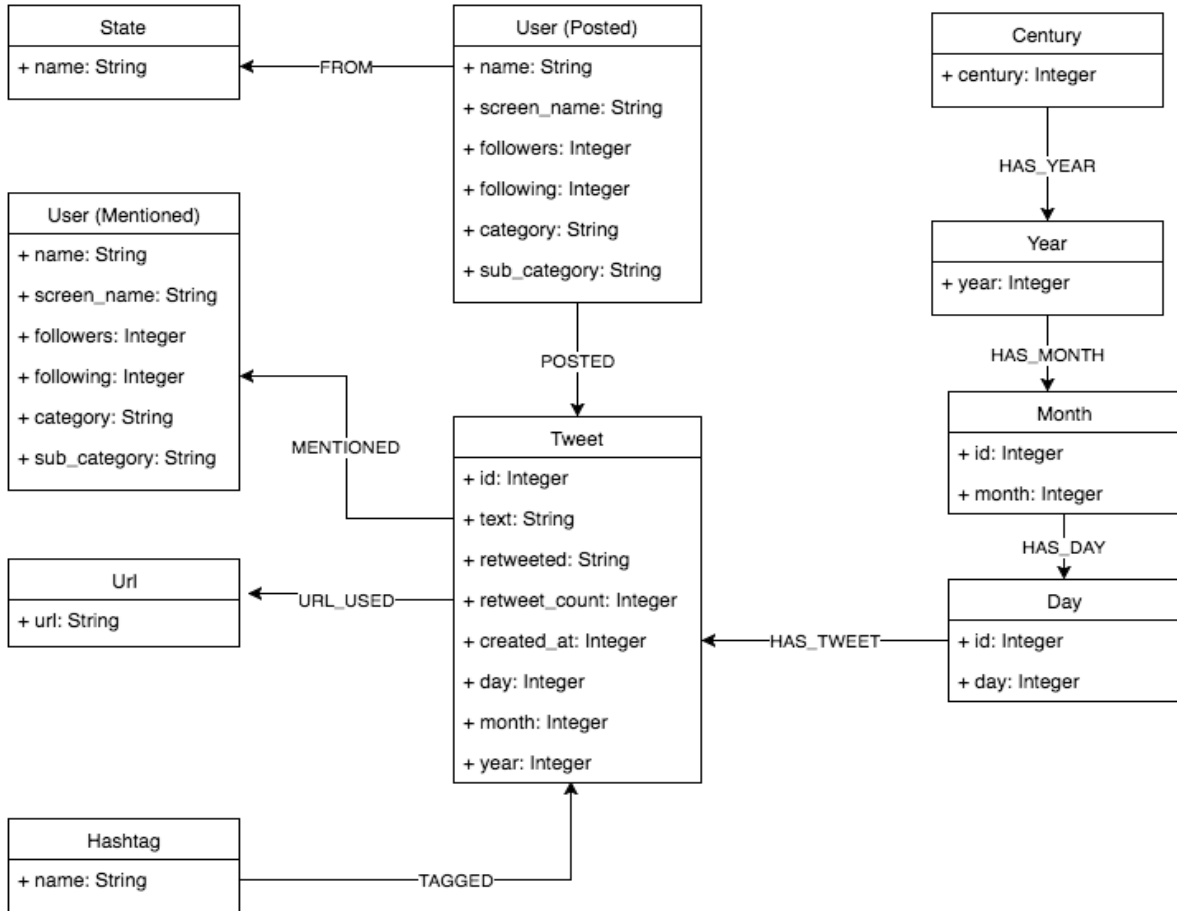 State
+ name: String
FROM
User (Posted)
+ name: String
+ screen_name: String
+ followers: Integer
+ following: Integer
+ category: String
+ sub_category: String
Century
+ century: Integer
HAS_YEAR
Year
+ year: Integer
HAS_MONTH
Month
+ id: Integer
+ month: Integer
HAS_DAY
Day
+ id: Integer
+ day: Integer
HAS_TWEET
User (Mentioned)
+ name: String
+ screen_name: String
+ followers: Integer
+ following: Integer
+ category: String
+ sub_category: String
MENTIONED
POSTED
Tweet
+ id: Integer
+ text: String
+ retweeted: String
+ retweet_count: Integer
+ created_at: Integer
+ day: Integer
+ month: Integer
+ year: Integer
Url
+ url: String
URL_USED
Hashtag
+ name: String
TAGGED